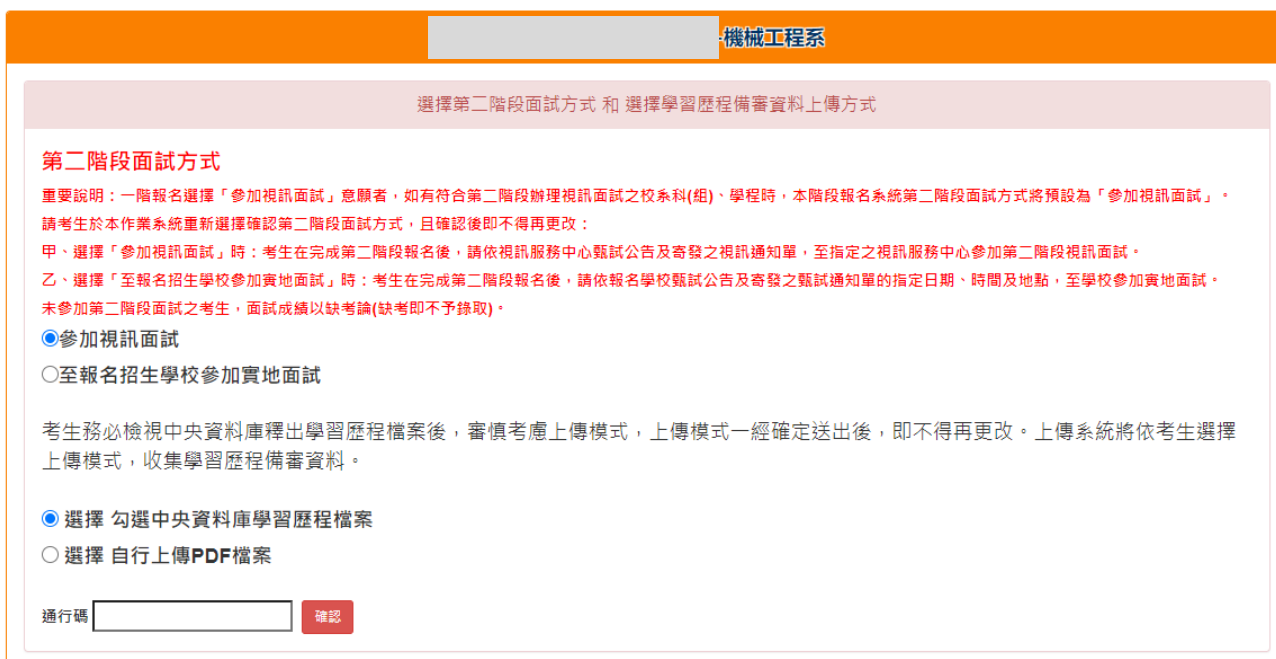 機械工程系
選擇第二階段面試方式 和 選擇學習歷程備審資料上傳方式
第二階段面試方式
重要說明：一階報名選擇「參加視訊面試」意願者，如有符合第二階段辦理視訊面試之校系科(組)、學程時，本階段報名系統第二階段面試方式將預設為「參加視訊面試」。
請考生於本作業系統重新選擇確認第二階段面試方式，且確認後即不得再更改：
甲、選擇「參加視訊面試」時：考生在完成第二階段報名後，請依視訊服務中心甄試公告及寄發之視訊通知單，至指定之視訊服務中心參加第二階段視訊面試。
乙、選擇「至報名招生學校參加實地面試」時：考生在完成第二階段報名後，請依報名學校甄試公告及寄發之甄試通知單的指定日期、時間及地點，至學校參加實地面試。
未參加第二階段面試之考生，面試成績以缺考論(缺考即不予錄取)。
參加視訊面試
至報名招生學校參加實地面試
考生務必檢視中央資料庫釋出學習歷程檔案後，審慎考慮上傳模式，上傳模式一經確定送出後，即不得再更改。上傳系統將依考生選擇
上傳模式，收集學習歷程備審資料。
選擇 勾選中央資料庫學習歷程檔案
選擇 自行上傳PDF檔案
通行碼 確認